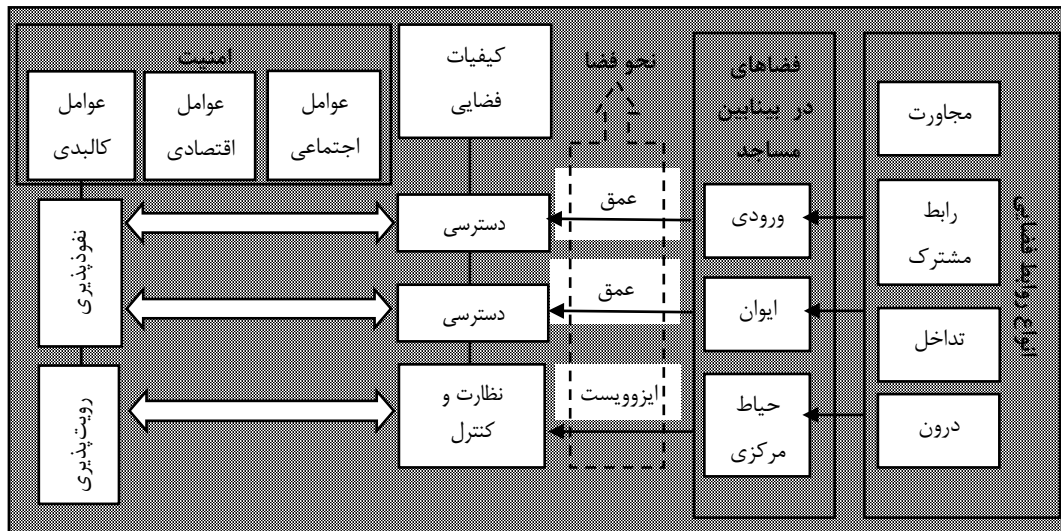 انواع روابط فضایی
مجاورت
رابط
مشترک
تداخل
درون
فضاهای
بینابین در
مساجد
ورودی
ایوان
حیاط
مرکزی
نحو فضا
عمق
عمق
ایزوویست
کیفیات
فضایی
دسترسی
دسترسی
نظارت و
کنترل
امنیت
عوامل
اجتماعی
عوامل
اقتصادی
عوامل
کالبدی
نفوذپذیری
رویت‌پذیری